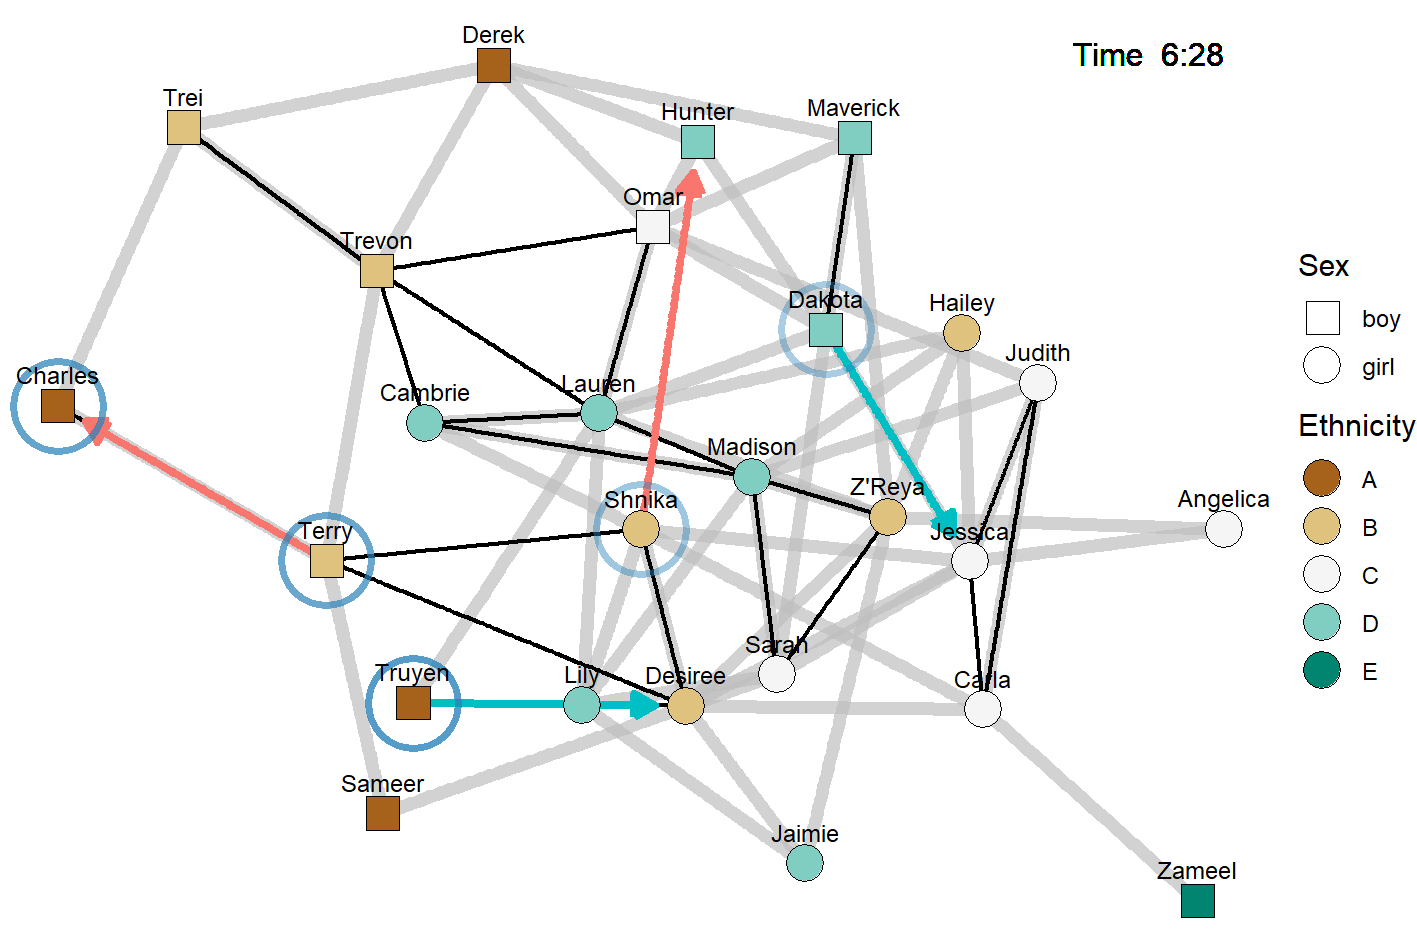 Derek
Time 6:28
Trei
Hunter
Maverick
Omar
Trevon
Sex
Dakota
Hailey
boy
Judith
girl
Charles
Cambrie
Lauren
Ethnicity
Madison
A
Z'Reya
Shnika
Angelica
B
Terry
Jessica
C
D
Sarah
Truyen
Lily
Desiree
Carla
E
Sameer
Jaimie
Zameel